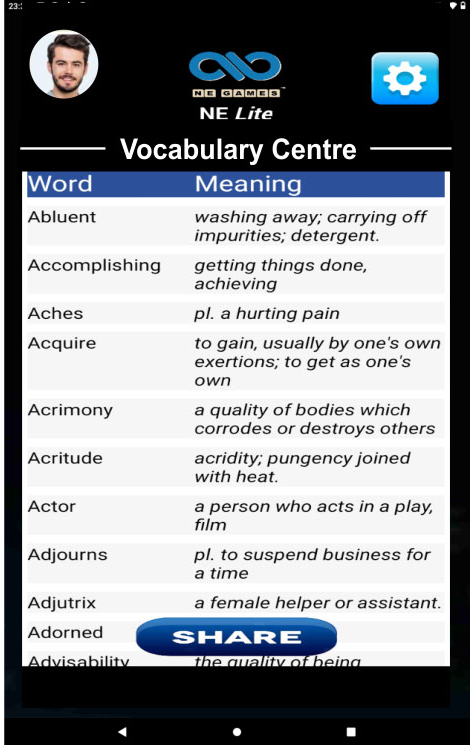 23:
NE GAMES™
NE Lite
Vocabulary Centre
Word Meaning
Abluent washing away; carrying off
impurities; detergent.
Accomplishing getting things done,
achieving
Aches pl. a hurting pain
Acquire to gain, usually by one's own
exertions; to get as one's
own
Acrimony a quality of bodies which
corrodes or destroys others
Acritude acridity; pungency joined
with heat.
Actor a person who acts in a play,
film
Adjourns pl. to suspend business for
a time
Adjutrix a female helper or assistant.
Adorned
SHARE
Advisability the quality of being